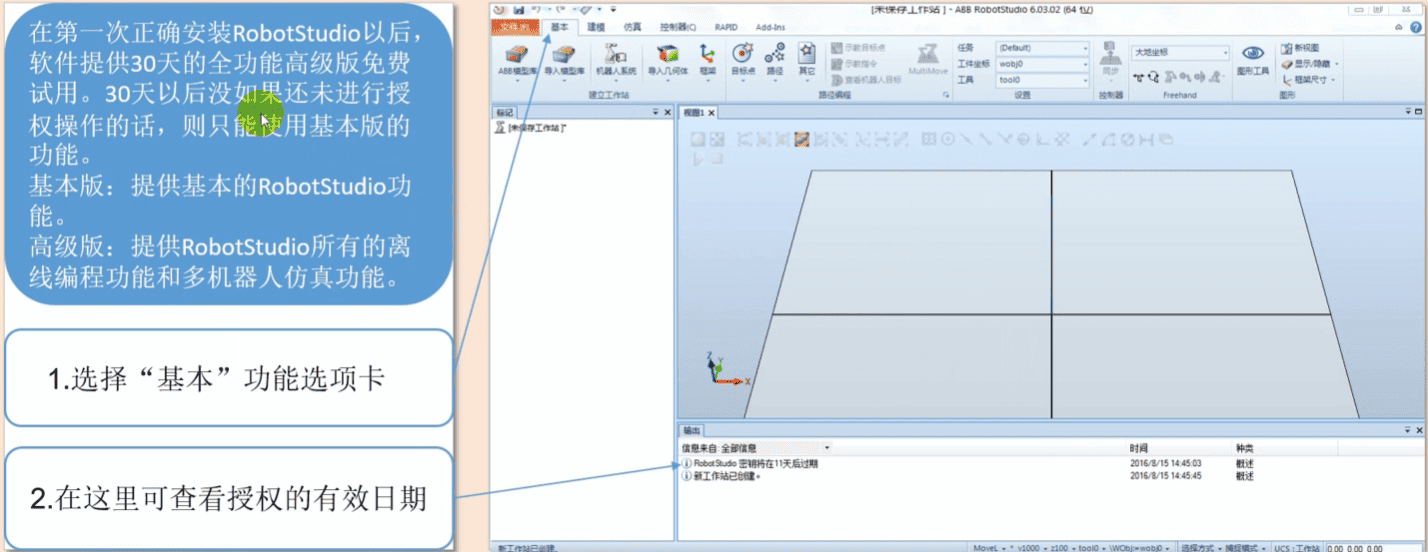 在第一次正确安装RobotStudio以后，
软件提供30天的全功能高级版免费
试用。30天以后没如果还未进行授
权操作的话，则只能使用基本版的
功能。
基本版：提供基本的RobotStudio功
能。
高级版：提供RobotStudio所有的离
线编程功能和多机器人仿真功能。
1.选择“基本”功能选项卡
2.在这里可查看授权的有效日期
[未保存工作站] - ABB RobotStudio 6.03.02 (64 位)
文件(F) 基本 建模 仿真 控制器(C) RAPID Add-Ins
ABB模型库 导入模型库 机器人系统 导入几何体 框架
建立工作站
目标点 路径 其它
示教目标点
示教指令
查看机器人目标
MultiMove
路径编程
任务 (Default)
工件坐标 wobj0
工具 tool0
设置
同步
控制器
大地坐标
Freehand
图形工具
新视图
显示/隐藏
框架尺寸
图形
标记
[未保存工作站]*
视图1
Z
Y
X
输出
信息来自: 全部信息 时间 种类
RobotStudio 密钥将在11天后过期 2016/8/15 14:45:03 概述
新工作站已创建。 2016/8/15 14:45:45 概述
新工作站已创建.
MoveL * v1000 z100 tool0 \WObj:=wobj0 选择方式 捕捉模式 UCS : 工作站 0.00 0.00 0.00